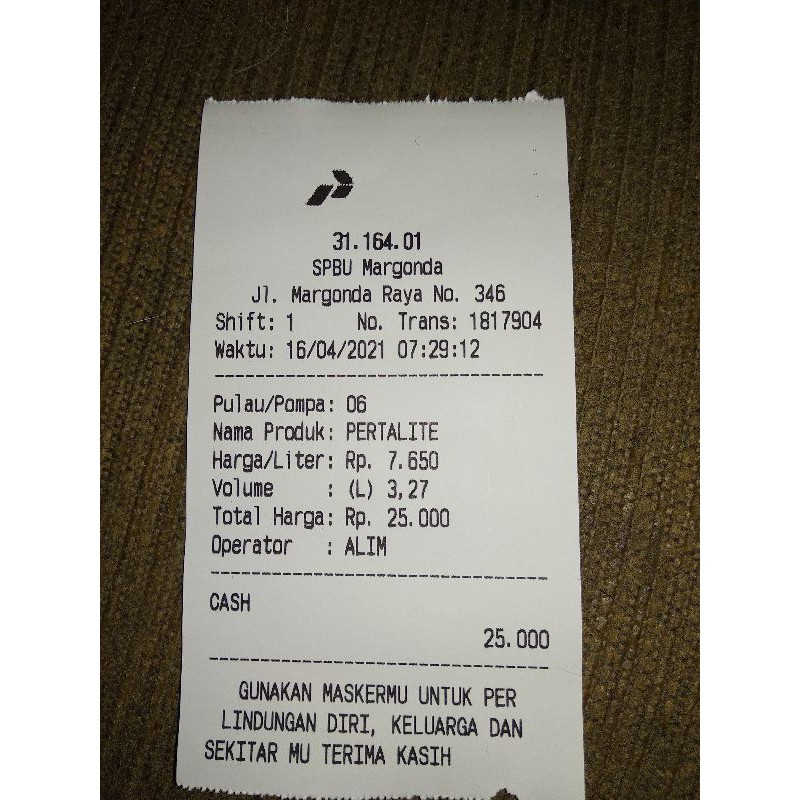 31.164.01
SPBU Margonda
Jl. Margonda Raya No. 346
Shift: 1 No. Trans: 1817904
Waktu: 16/04/2021 07:29:12
Pulau/Pompa: 06
Nama Produk: PERTALITE
Harga/Liter: Rp. 7.650
Volume : (L) 3,27
Total Harga: Rp. 25.000
Operator : ALIM
CASH
25.000
GUNAKAN MASKERMU UNTUK PER
LINDUNGAN DIRI, KELUARGA DAN
SEKITAR MU TERIMA KASIH